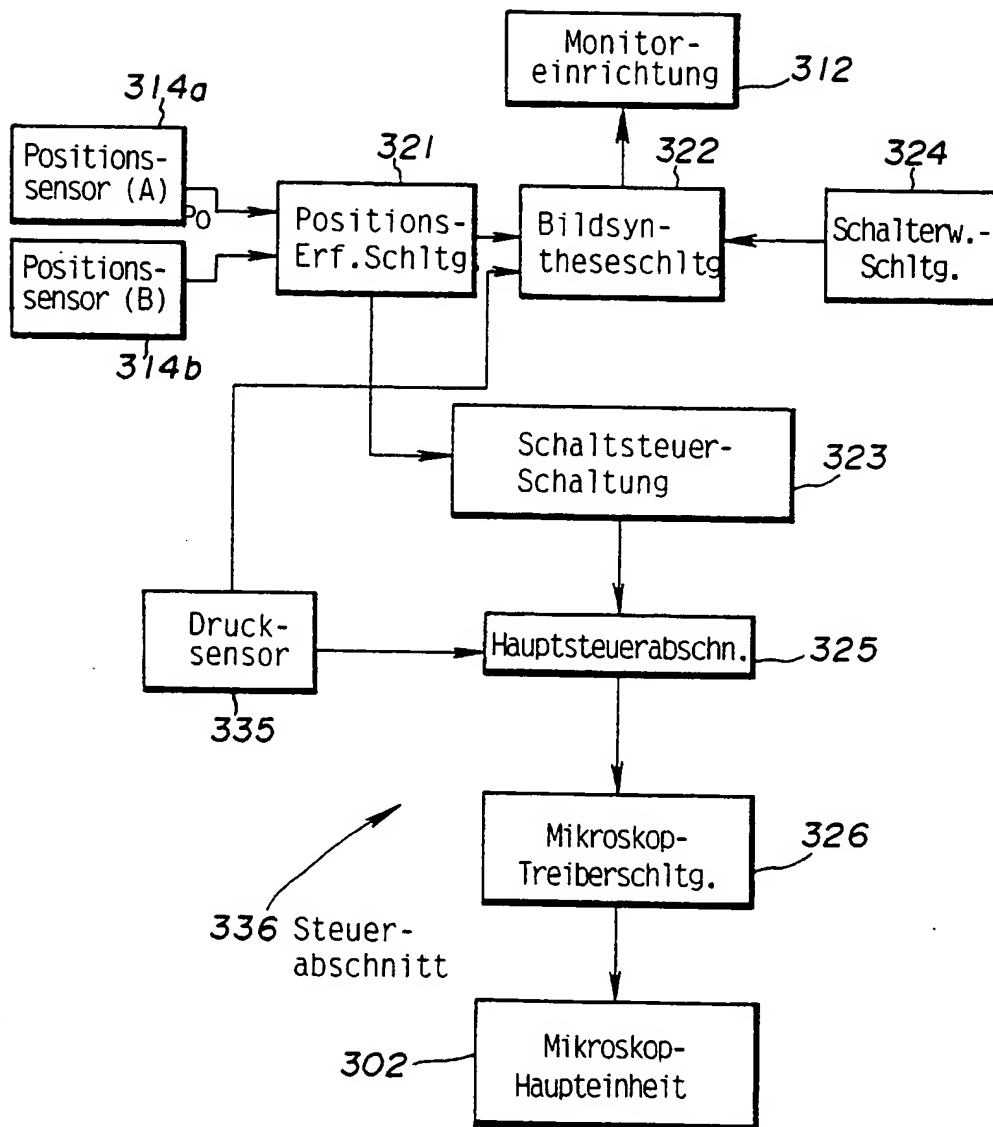 Monitor-
einrichtung
312
314a
Positions-
sensor (A)
PO
321
Positions-
Erf.Schltg
322
Bildsyn-
theseschltg
324
Schalterw.-
Schltg.
Positions-
sensor (B)
314b
Schaltsteuer-
Schaltung
323
Druck-
sensor
335
Hauptsteuerabschn.
325
Mikroskop-
Treiberschltg.
326
336 Steuer-
abschnitt
302
Mikroskop-
Haupteinheit